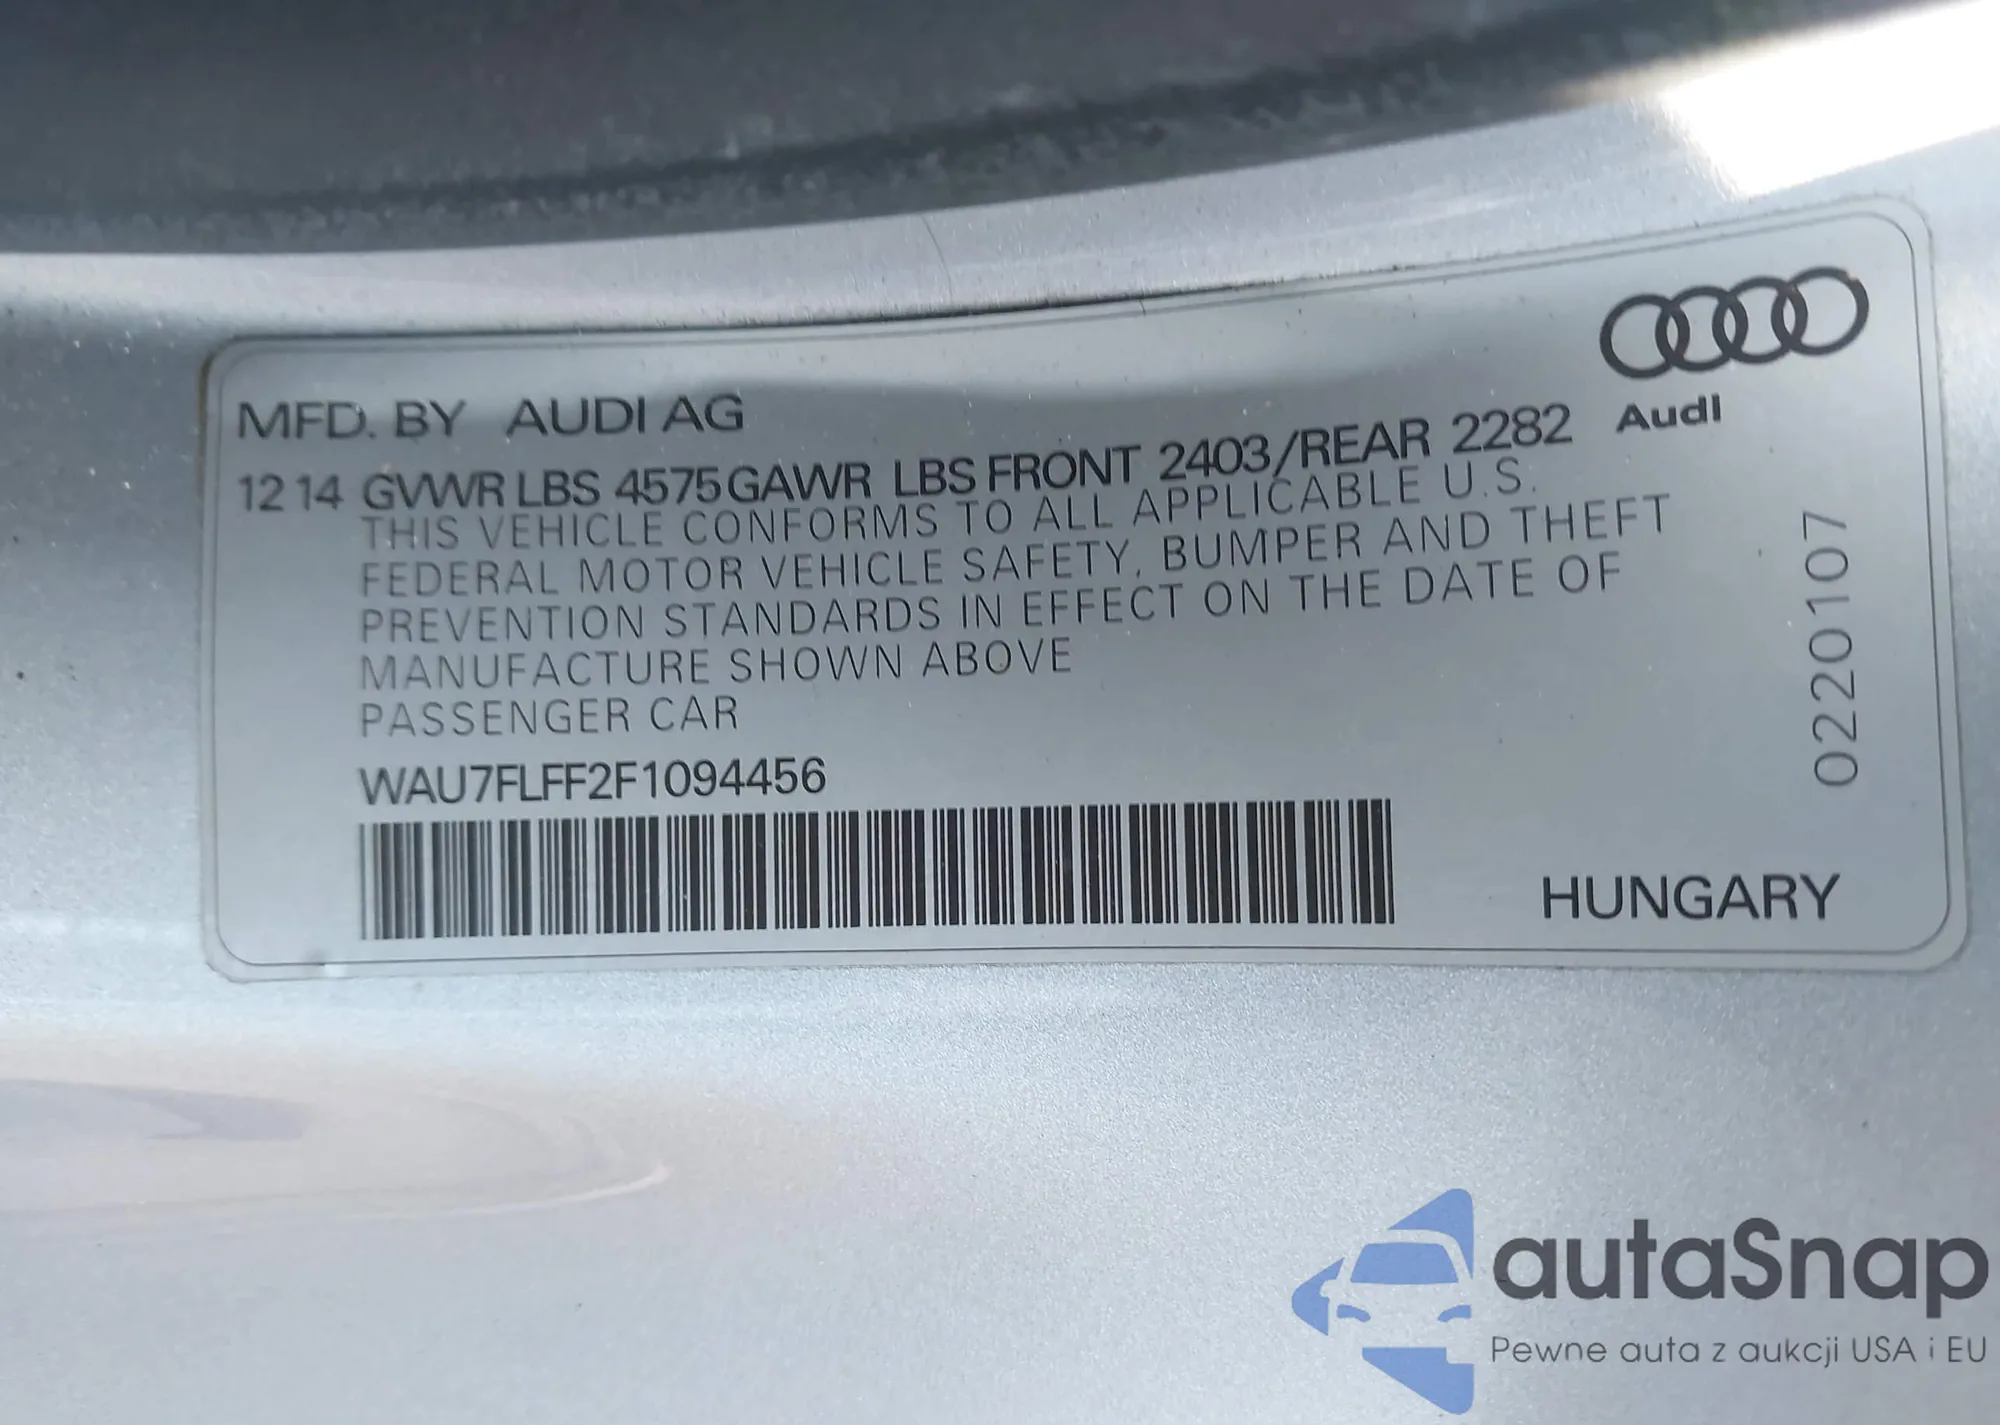 MFD. BY AUDI AG
12 14 GVWR LBS 4575 GAWR LBS FRONT 2403/REAR 2282
THIS VEHICLE CONFORMS TO ALL APPLICABLE U.S.
FEDERAL MOTOR VEHICLE SAFETY, BUMPER AND THEFT
PREVENTION STANDARDS IN EFFECT ON THE DATE OF
MANUFACTURE SHOWN ABOVE
PASSENGER CAR
WAU7FLFF2F1094456
Audi
0220107
HUNGARY
autaSnap
Pewne auta z aukcji USA i EU